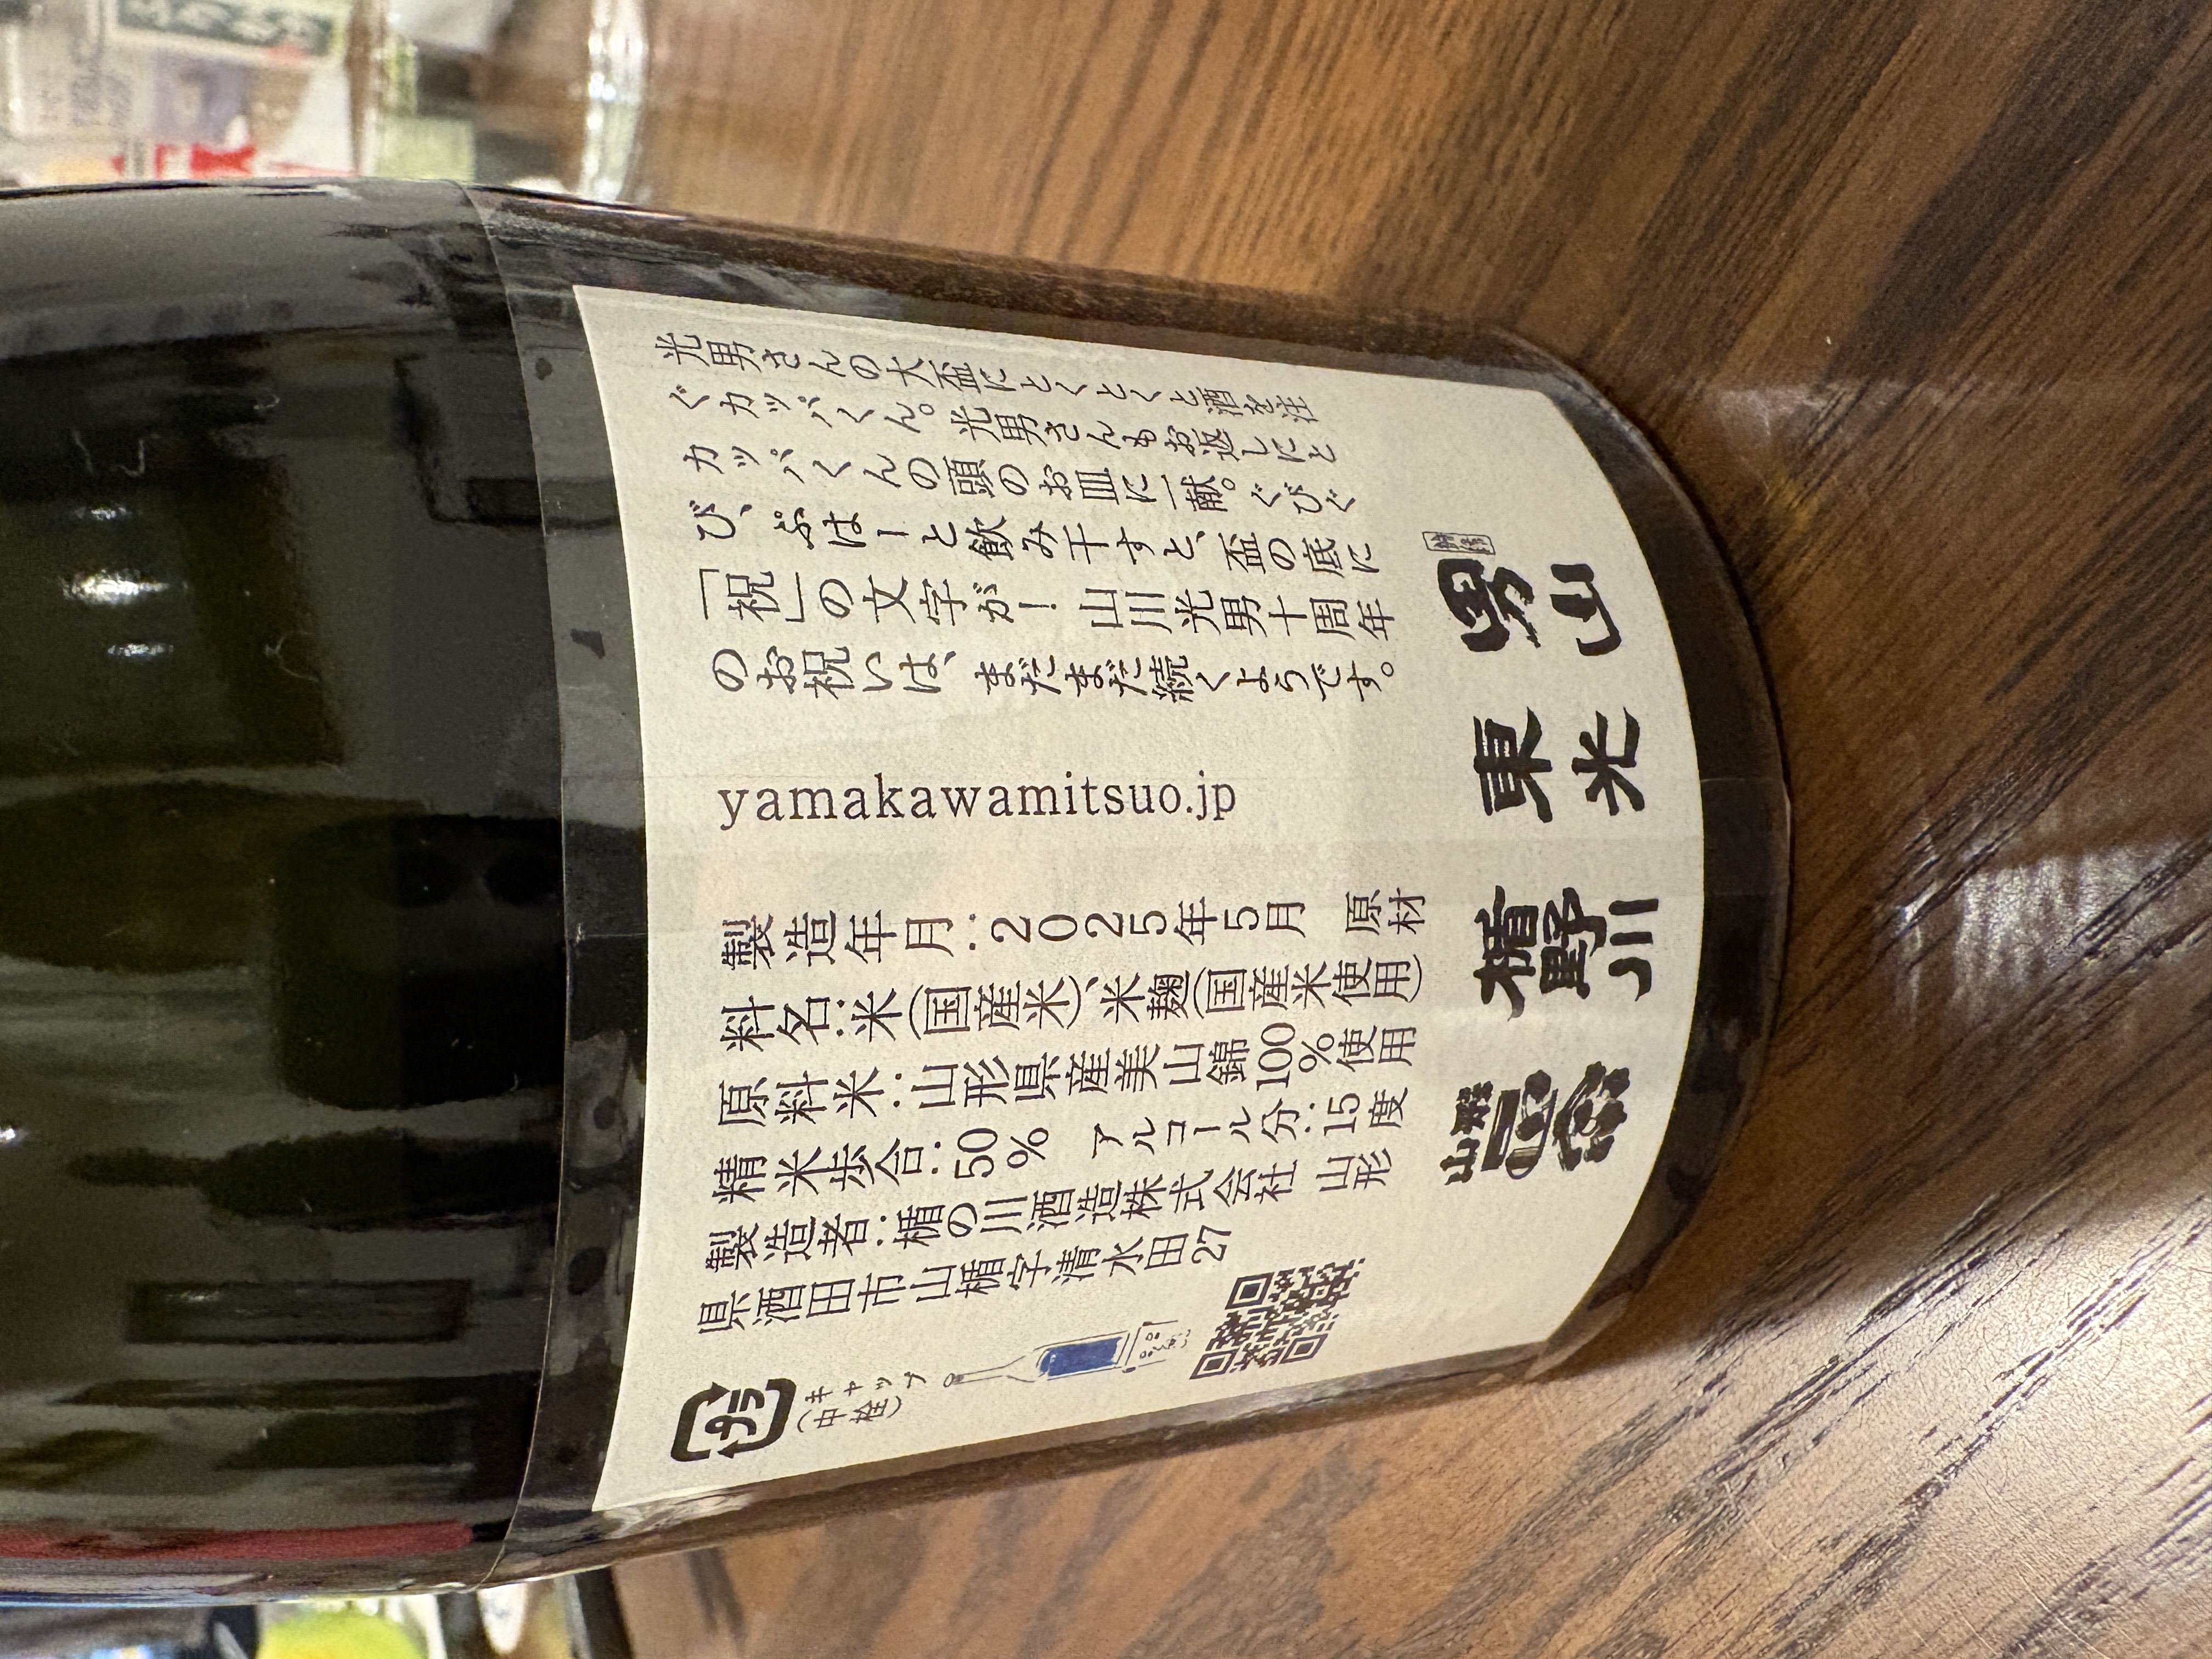 光男さんの大盃にとくとくと酒を注
ぐカッパくん。光男さんもお返しにと
カッパくんの頭のお皿に一献。ぐびぐ
び、ぷはーと飲み干すと、盃の底に
「祝」の文字が! 山川光男十周年
のお祝いは、まだまだ続くようです。
yamakawamitsuo.jp
製造年月:2025年5月 原材
料名:米(国産米)、米麹(国産米使用)
原料米:山形県産美山錦100%使用
精米歩合:50% アルコール分:15度
製造者:楯の川酒造株式会社 山形
県酒田市山楯字清水田27
紙
キャップ
(中栓)
山形
楯野川
東光
男山